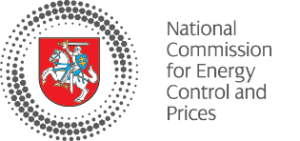 National
Commission
for Energy
Control and
Prices